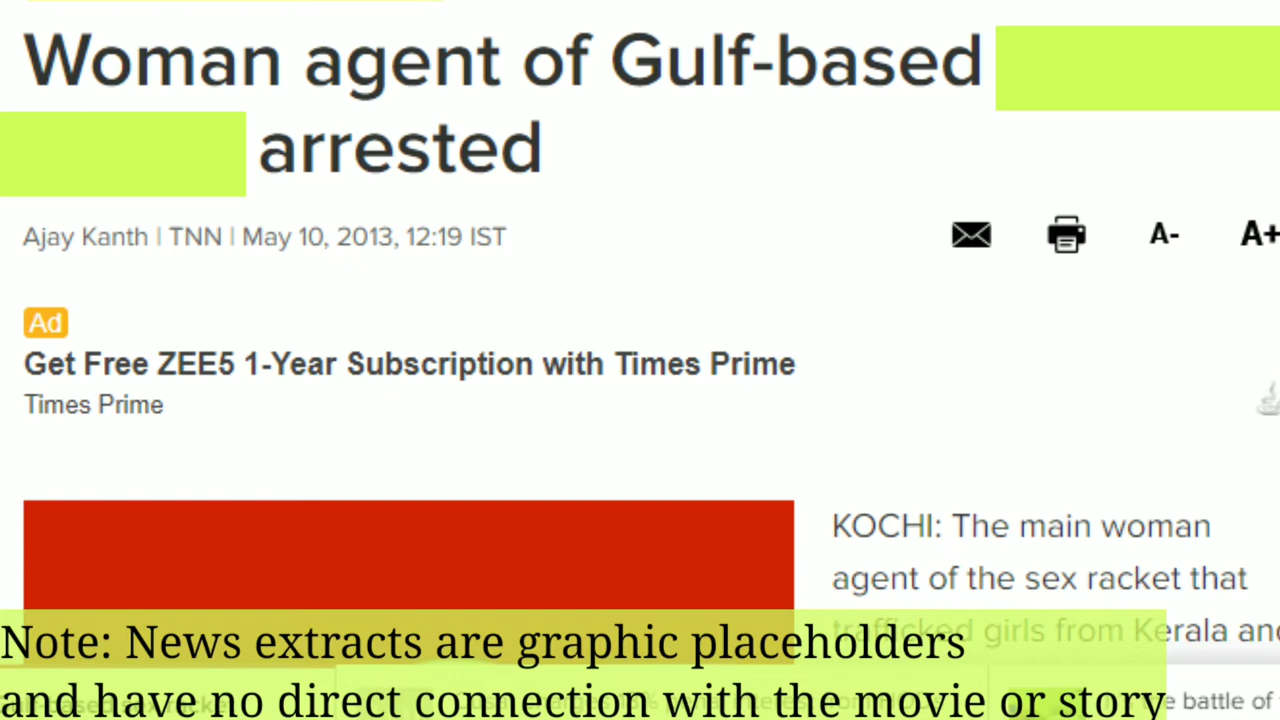 Woman agent of Gulf-based
arrested
Ajay Kanth | TNN | May 10, 2013, 12:19 IST
A- A+
Ad
Get Free ZEE5 1-Year Subscription with Times Prime
Times Prime
KOCHI: The main woman
agent of the sex racket that
trafficked girls from Kerala and
Note: News extracts are graphic placeholders
and have no direct connection with the movie or story
e battle of